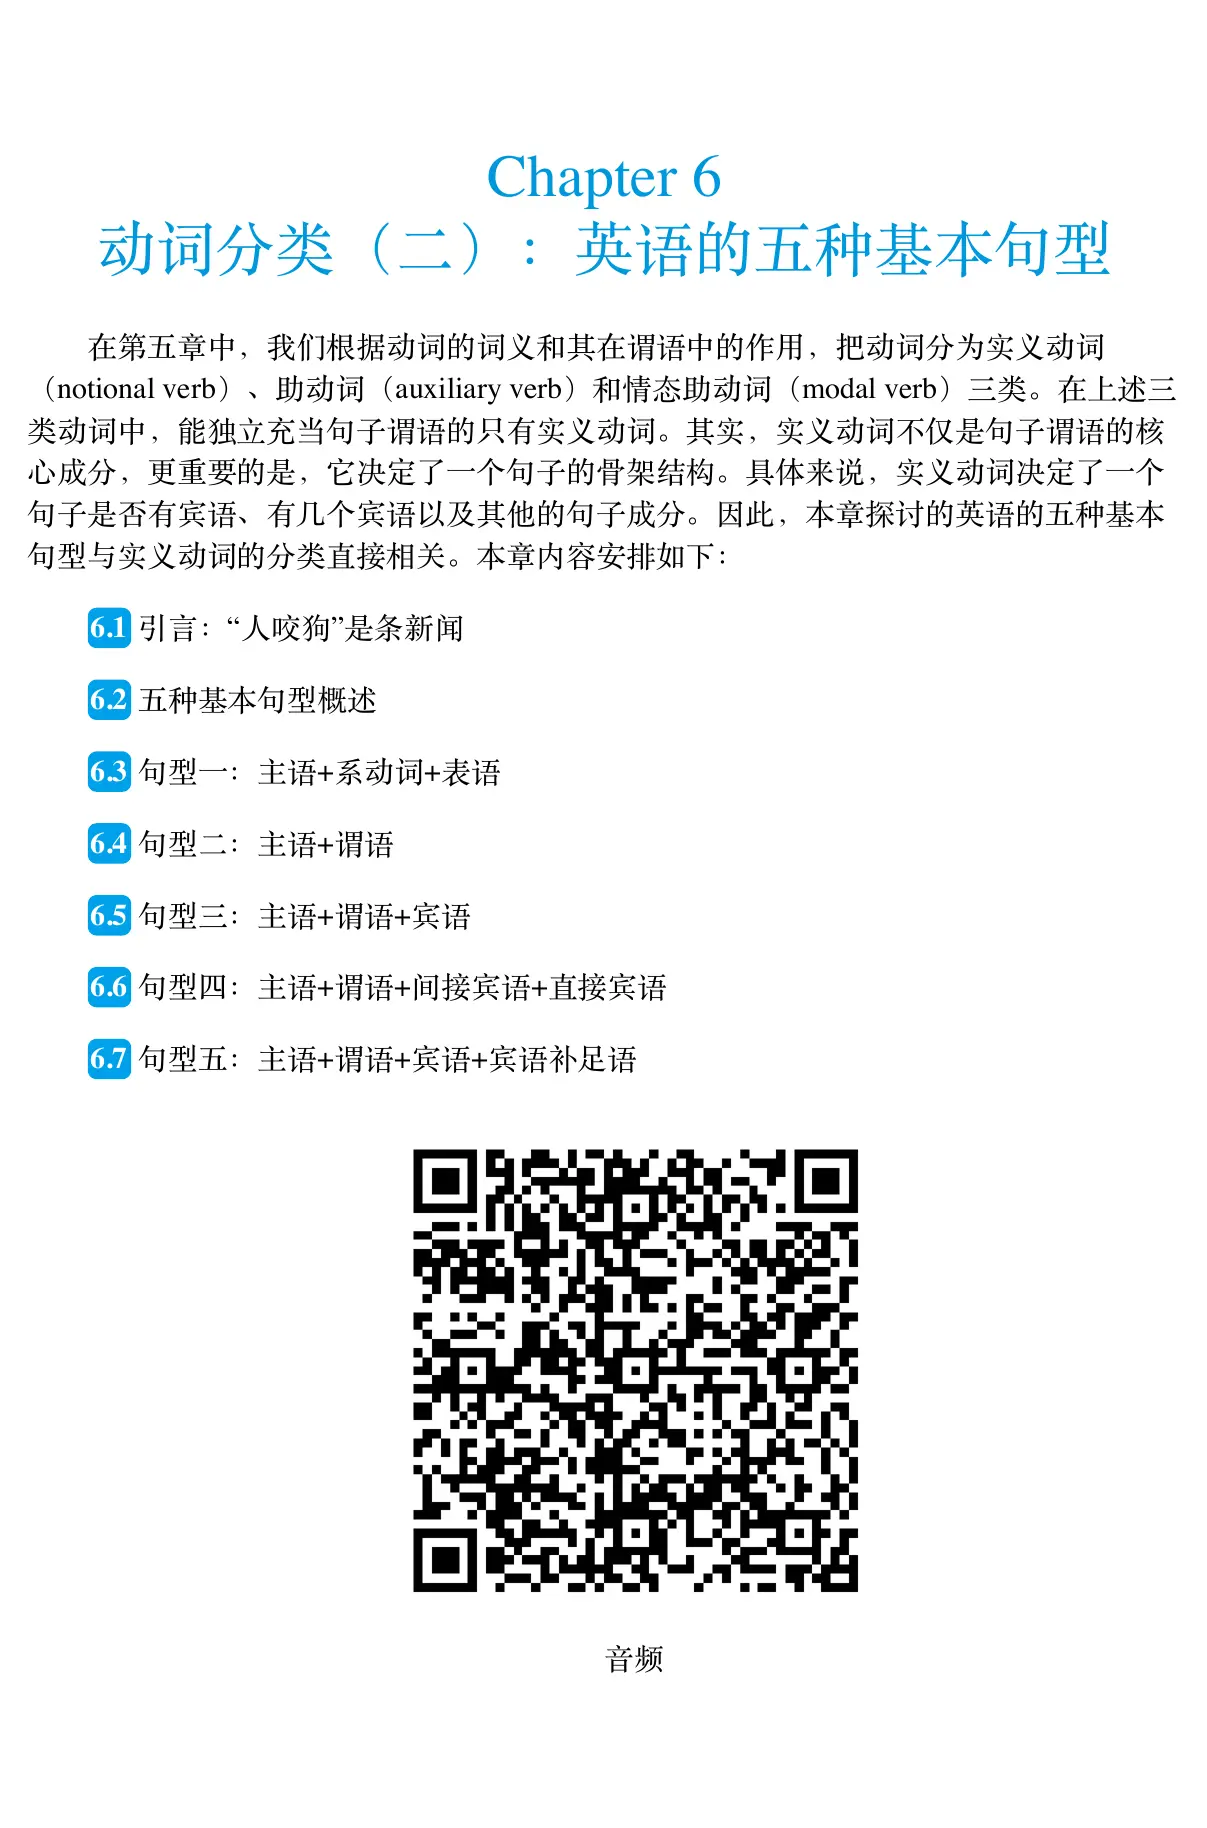 Chapter 6
动词分类（二）：英语的五种基本句型
在第五章中，我们根据动词的词义和其在谓语中的作用，把动词分为实义动词
（notional verb）、助动词（auxiliary verb）和情态助动词（modal verb）三类。在上述三
类动词中，能独立充当句子谓语的只有实义动词。其实，实义动词不仅是句子谓语的核
心成分，更重要的是，它决定了一个句子的骨架结构。具体来说，实义动词决定了一个
句子是否有宾语、有几个宾语以及其他的句子成分。因此，本章探讨的英语的五种基本
句型与实义动词的分类直接相关。本章内容安排如下：
6.1 引言：“人咬狗”是条新闻
6.2 五种基本句型概述
6.3 句型一：主语+系动词+表语
6.4 句型二：主语+谓语
6.5 句型三：主语+谓语+宾语
6.6 句型四：主语+谓语+间接宾语+直接宾语
6.7 句型五：主语+谓语+宾语+宾语补足语
音频